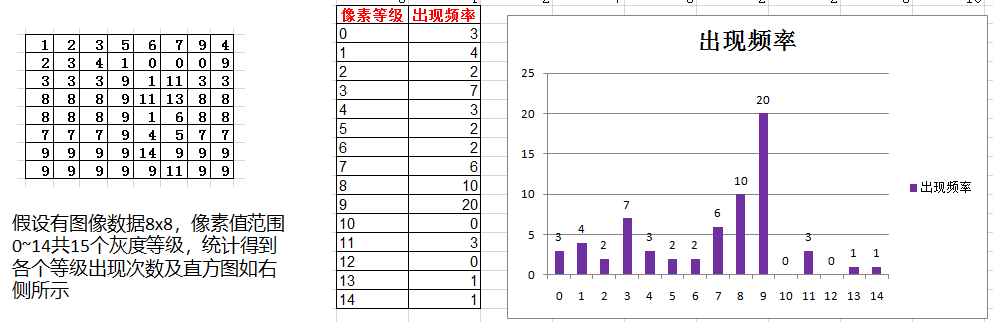 1 2 3 5 6 7 9 4
2 3 4 1 0 0 0 9
3 3 3 9 1 11 3 3
8 8 8 9 11 13 8 8
8 8 8 9 1 6 8 8
7 7 7 9 4 5 7 7
9 9 9 9 14 9 9 9
9 9 9 9 9 11 9 9
假设有图像数据8x8，像素值范围
0~14共15个灰度等级，统计得到
各个等级出现次数及直方图如右
侧所示
像素等级 出现频率
0 3
1 4
2 2
3 7
4 3
5 2
6 2
7 6
8 10
9 20
10 0
11 3
12 0
13 1
14 1
出现频率
25
20
15
10
5
0
3 4 2 7 3 2 2 6 10 20 0 3 0 1 1
0 1 2 3 4 5 6 7 8 9 10 11 12 13 14
出现频率